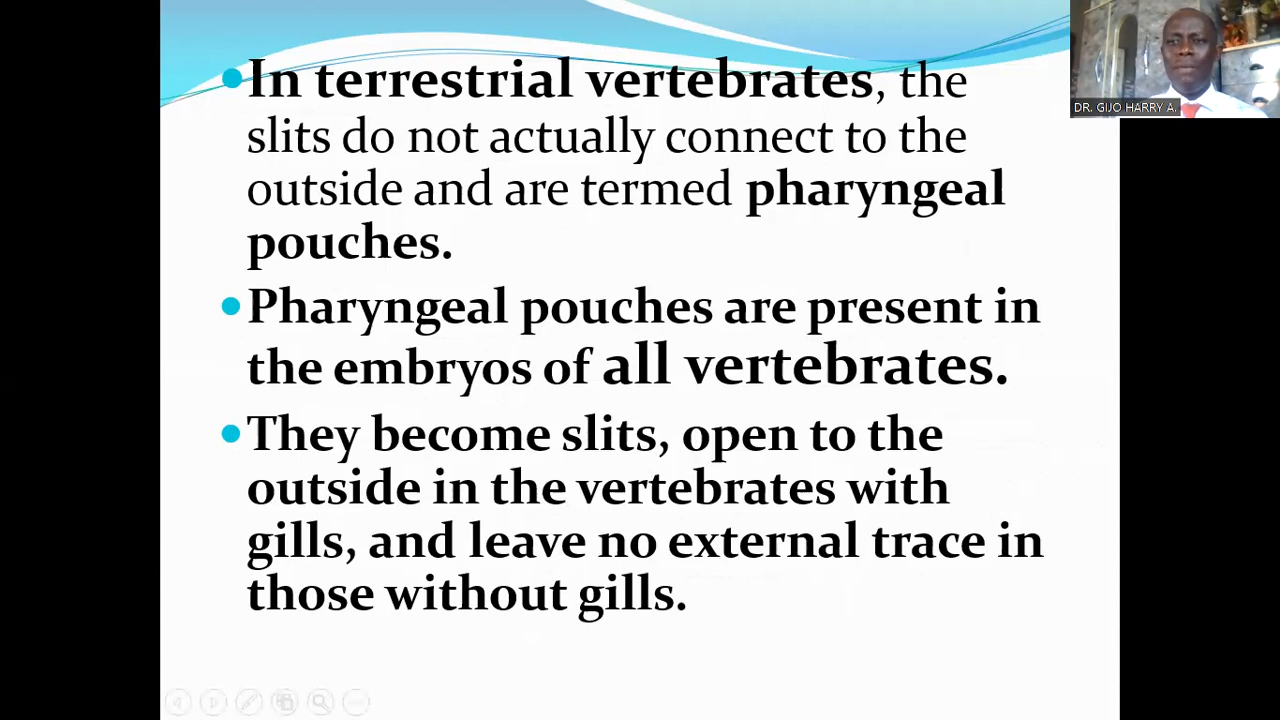 •In terrestrial vertebrates, the
slits do not actually connect to the
outside and are termed pharyngeal
pouches.
•Pharyngeal pouches are present in
the embryos of all vertebrates.
•They become slits, open to the
outside in the vertebrates with
gills, and leave no external trace in
those without gills.
DR. GIJO HARRY A.